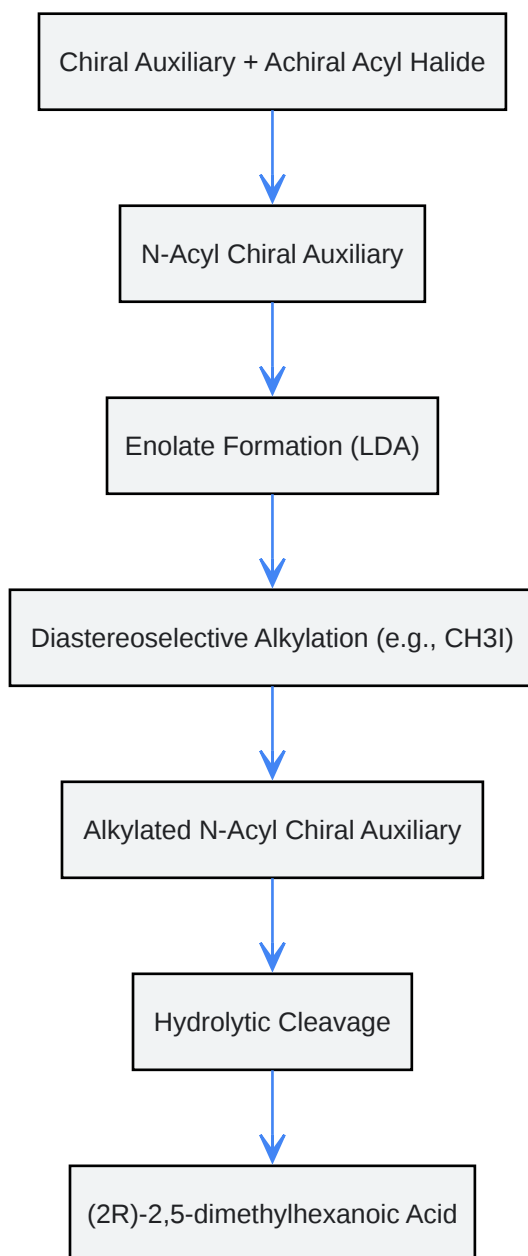 Chiral Auxiliary + Achiral Acyl Halide
N-Acyl Chiral Auxiliary
Enolate Formation (LDA)
Diastereoselective Alkylation (e.g., CH3I)
Alkylated N-Acyl Chiral Auxiliary
Hydrolytic Cleavage
(2R)-2,5-dimethylhexanoic Acid